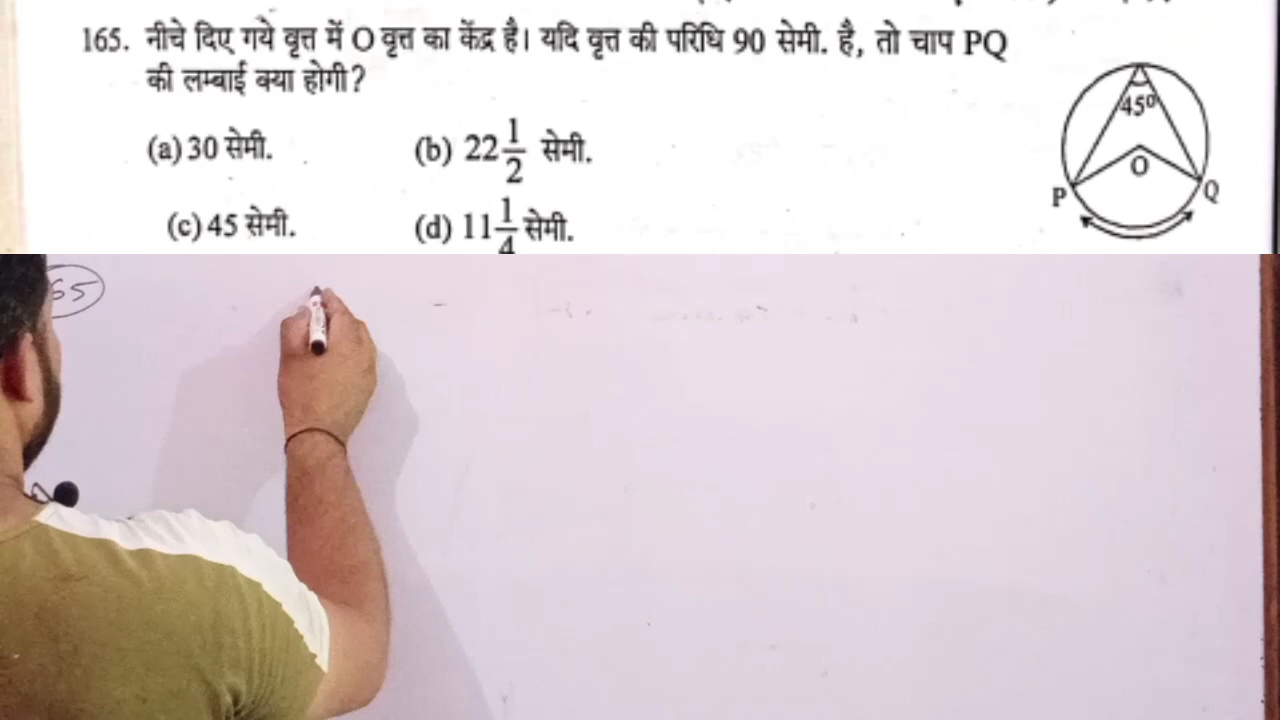 165. नीचे दिए गये वृत्त में O वृत्त का केंद्र है। यदि वृत्त की परिधि 90 सेमी. है, तो चाप PQ
की लम्बाई क्या होगी?
(a) 30 सेमी. (b) 22 1/2 सेमी.
(c) 45 सेमी. (d) 11 1/4 सेमी.
45°
O
P Q
65